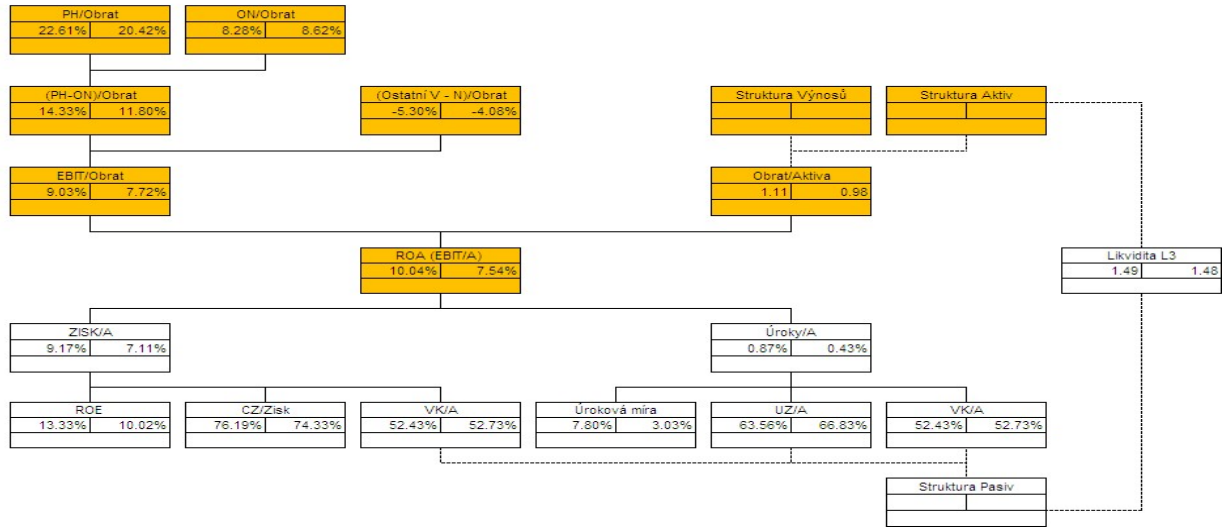 PH/Obrat ON/Obrat
22.61% 20.42% 8.28% 8.62%
(PH-ON)/Obrat (Ostatní V - N)/Obrat Struktura Výnosů Struktura Aktiv
14.33% 11.80% -5.30% -4.08%
EBIT/Obrat Obrat/Aktiva
9.03% 7.72% 1.11 0.98
ROA (EBIT/A) Likvidita L3
10.04% 7.54% 1.49 1.48
ZISK/A Úroky/A
9.17% 7.11% 0.87% 0.43%
ROE CZ/Zisk VK/A Úroková míra UZ/A VK/A
13.33% 10.02% 76.19% 74.33% 52.43% 52.73% 7.80% 3.03% 63.56% 66.83% 52.43% 52.73%
Struktura Pasiv